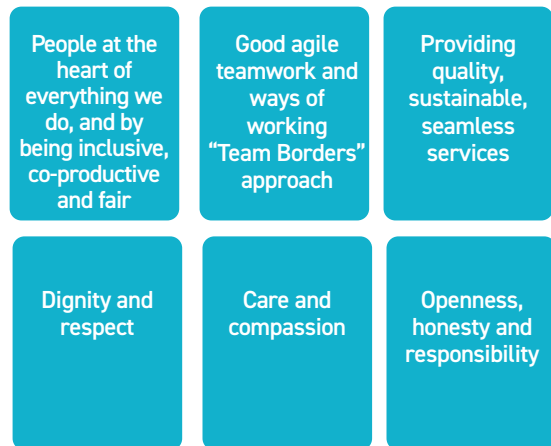 People at the
heart of
everything we
do, and by
being inclusive,
co-productive
and fair
Good agile
teamwork and
ways of
working
“Team Borders”
approach
Providing
quality,
sustainable,
seamless
services
Dignity and
respect
Care and
compassion
Openness,
honesty and
responsibility